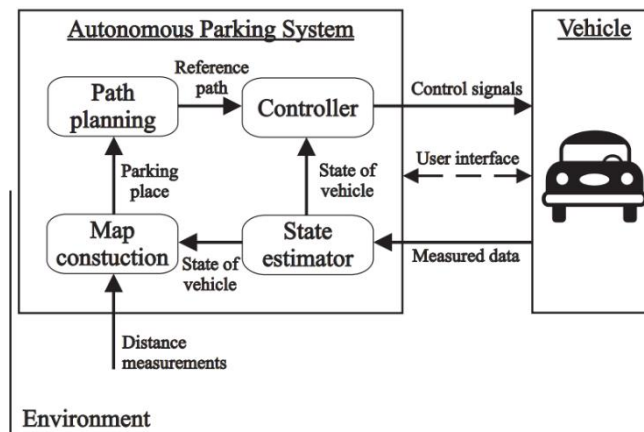 Autonomous Parking System
Vehicle
Path
planning
Reference
path
Controller
Control signals
User interface
Parking
place
State of
vehicle
Map
constuction
State of
vehicle
State
estimator
Measured data
Distance
measurements
Environment